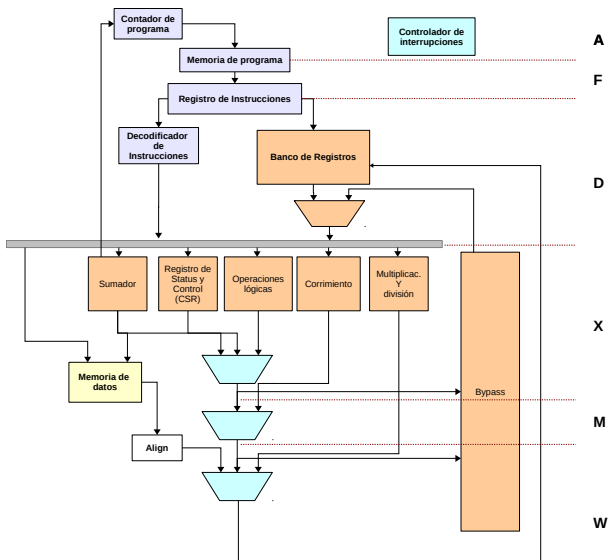 Contador de
programa
Controlador de
interrupciones
A
Memoria de programa
F
Registro de Instrucciones
Decodificador
de
Instrucciones
Banco de Registros
D
Sumador
Registro de
Status y
Control
(CSR)
Operaciones
lógicas
Corrimiento
Multiplicac.
Y
división
X
Memoria de
datos
Bypass
M
Align
W